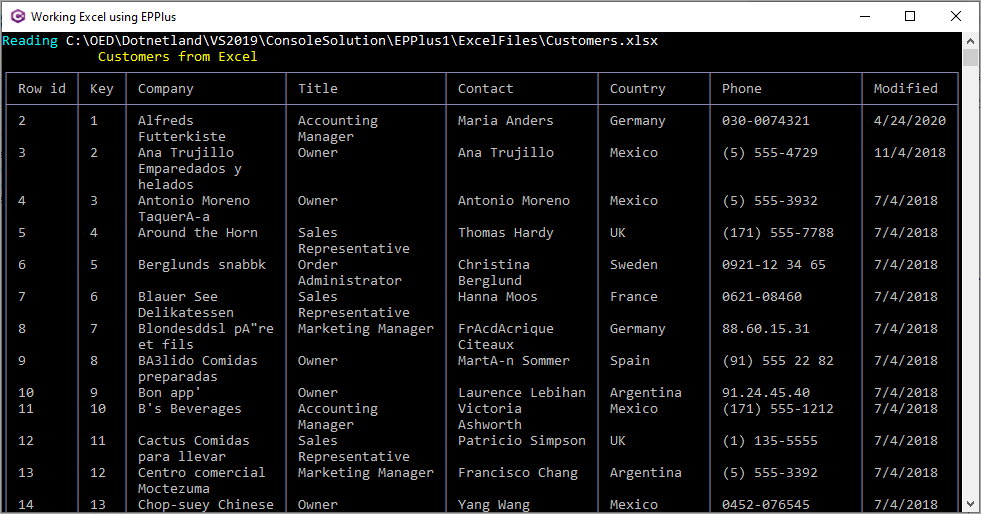 Working Excel using EPPlus
Reading C:\OED\Dotnetland\VS2019\ConsoleSolution\EPPlus1\ExcelFiles\Customers.xlsx
Customers from Excel
Row id Key Company Title Contact Country Phone Modified
2 1 Alfreds Accounting Maria Anders Germany 030-0074321 4/24/2020
Futterkiste Manager
3 2 Ana Trujillo Owner Ana Trujillo Mexico (5) 555-4729 11/4/2018
Emparedados y
helados
4 3 Antonio Moreno Owner Antonio Moreno Mexico (5) 555-3932 7/4/2018
TaquerA-a
5 4 Around the Horn Sales Thomas Hardy UK (171) 555-7788 7/4/2018
Representative
6 5 Berglunds snabbk Order Christina Sweden 0921-12 34 65 7/4/2018
Administrator Berglund
7 6 Blauer See Sales Hanna Moos France 0621-08460 7/4/2018
Delikatessen Representative
8 7 Blondesddsl pA"re Marketing Manager FrAcdAcrique Germany 88.60.15.31 7/4/2018
et fils Citeaux
9 8 BA3lido Comidas Owner MartA-n Sommer Spain (91) 555 22 82 7/4/2018
preparadas
10 9 Bon app' Owner Laurence Lebihan Argentina 91.24.45.40 7/4/2018
11 10 B's Beverages Accounting Victoria Mexico (171) 555-1212 7/4/2018
Manager Ashworth
12 11 Cactus Comidas Sales Patricio Simpson UK (1) 135-5555 7/4/2018
para llevar Representative
13 12 Centro comercial Marketing Manager Francisco Chang Argentina (5) 555-3392 7/4/2018
Moctezuma
14 13 Chop-suey Chinese Owner Yang Wang Mexico 0452-076545 7/4/2018